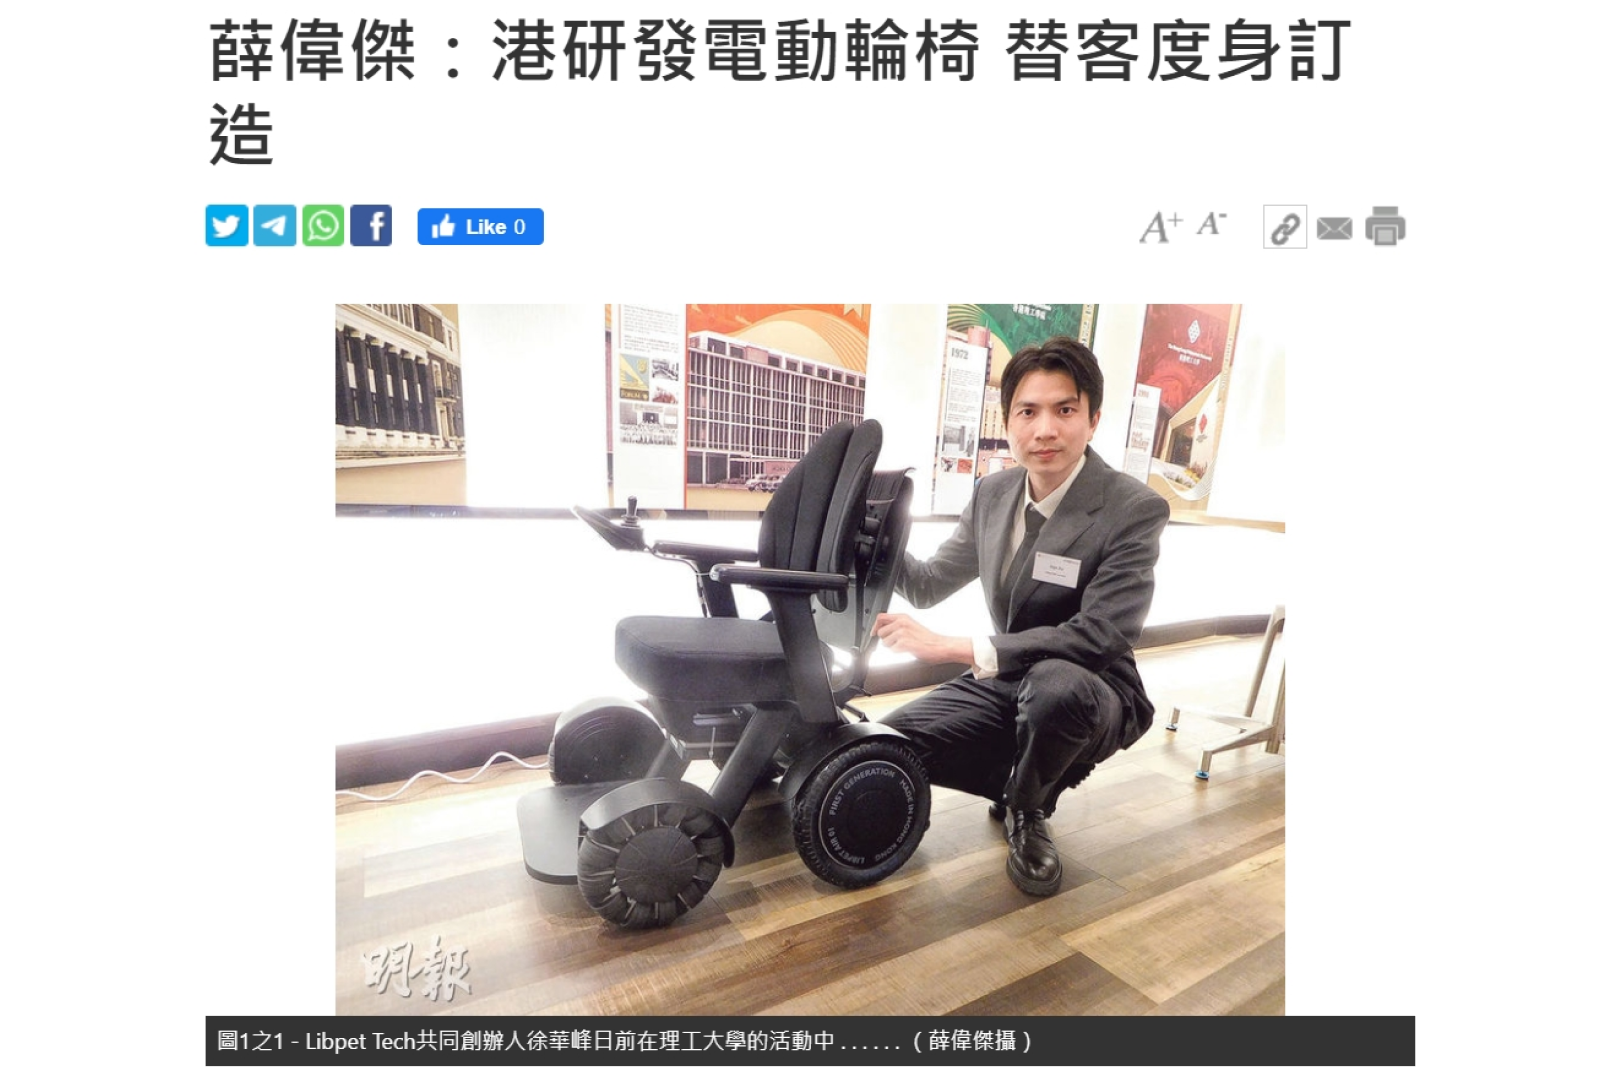 薛偉傑：港研發電動輪椅 替客度身訂
造
Like 0
A+ A-
1972
FIRST GENERATION
MADE IN HONG KONG
LIBPET AIR 01
明報
圖1之1 - Libpet Tech共同創辦人徐華峰日前在理工大學的活動中 . . . . . . （薛偉傑攝）